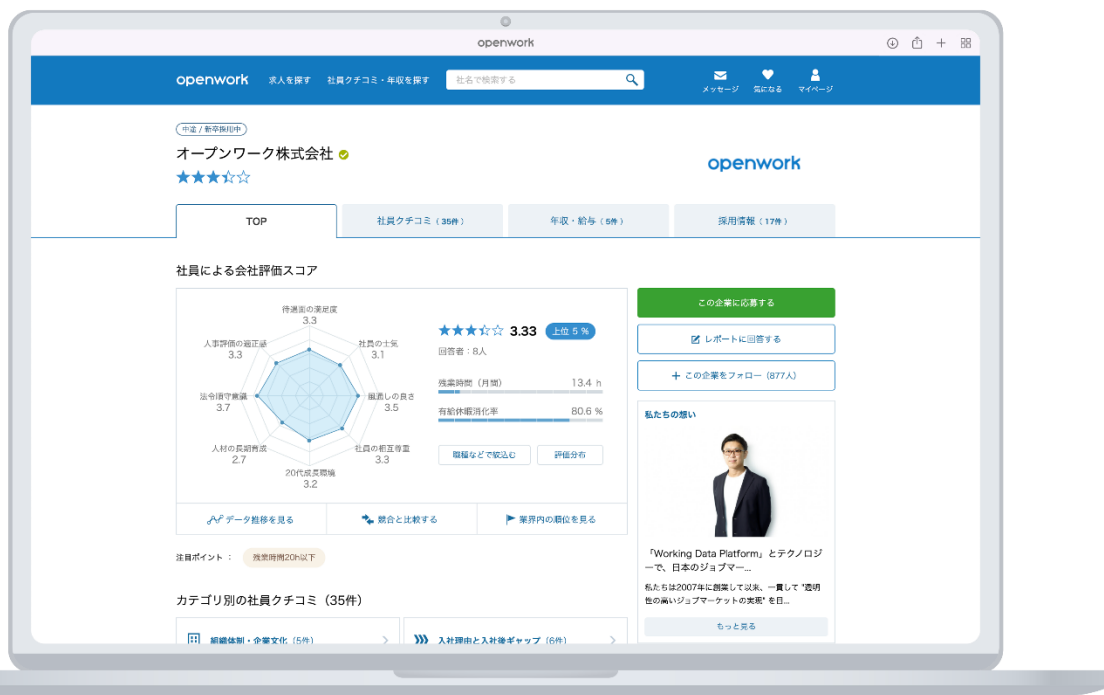 openwork
openwork 求人を探す 社員クチコミ・年収を探す 社名で検索する メッセージ 気になる マイページ
中途 / 新卒採用中
オープンワーク株式会社
openwork
TOP 社員クチコミ（35件） 年収・給与（5件） 採用情報（17件）
社員による会社評価スコア
待遇面の満足度
3.3
社員の士気
3.1
風通しの良さ
3.5
社員の相互尊重
3.3
20代成長環境
3.2
人材の長期育成
2.7
法令順守意識
3.7
人事評価の適正感
3.3
3.33 上位 5 %
回答者：8人
残業時間（月間） 13.4 h
有給休暇消化率 80.6 %
職種などで絞込む 評価分布
データ推移を見る 競合と比較する 業界内の順位を見る
注目ポイント ： 残業時間20h以下
カテゴリ別の社員クチコミ（35件）
組織体制・企業文化（5件） 入社理由と入社後ギャップ（6件）
この企業に応募する
レポートに回答する
＋ この企業をフォロー（877人）
私たちの想い
「Working Data Platform」とテクノロジ
ーで、日本のジョブマー...
私たちは2007年に創業して以来、一貫して "透明
性の高いジョブマーケットの実現" を目...
もっと見る